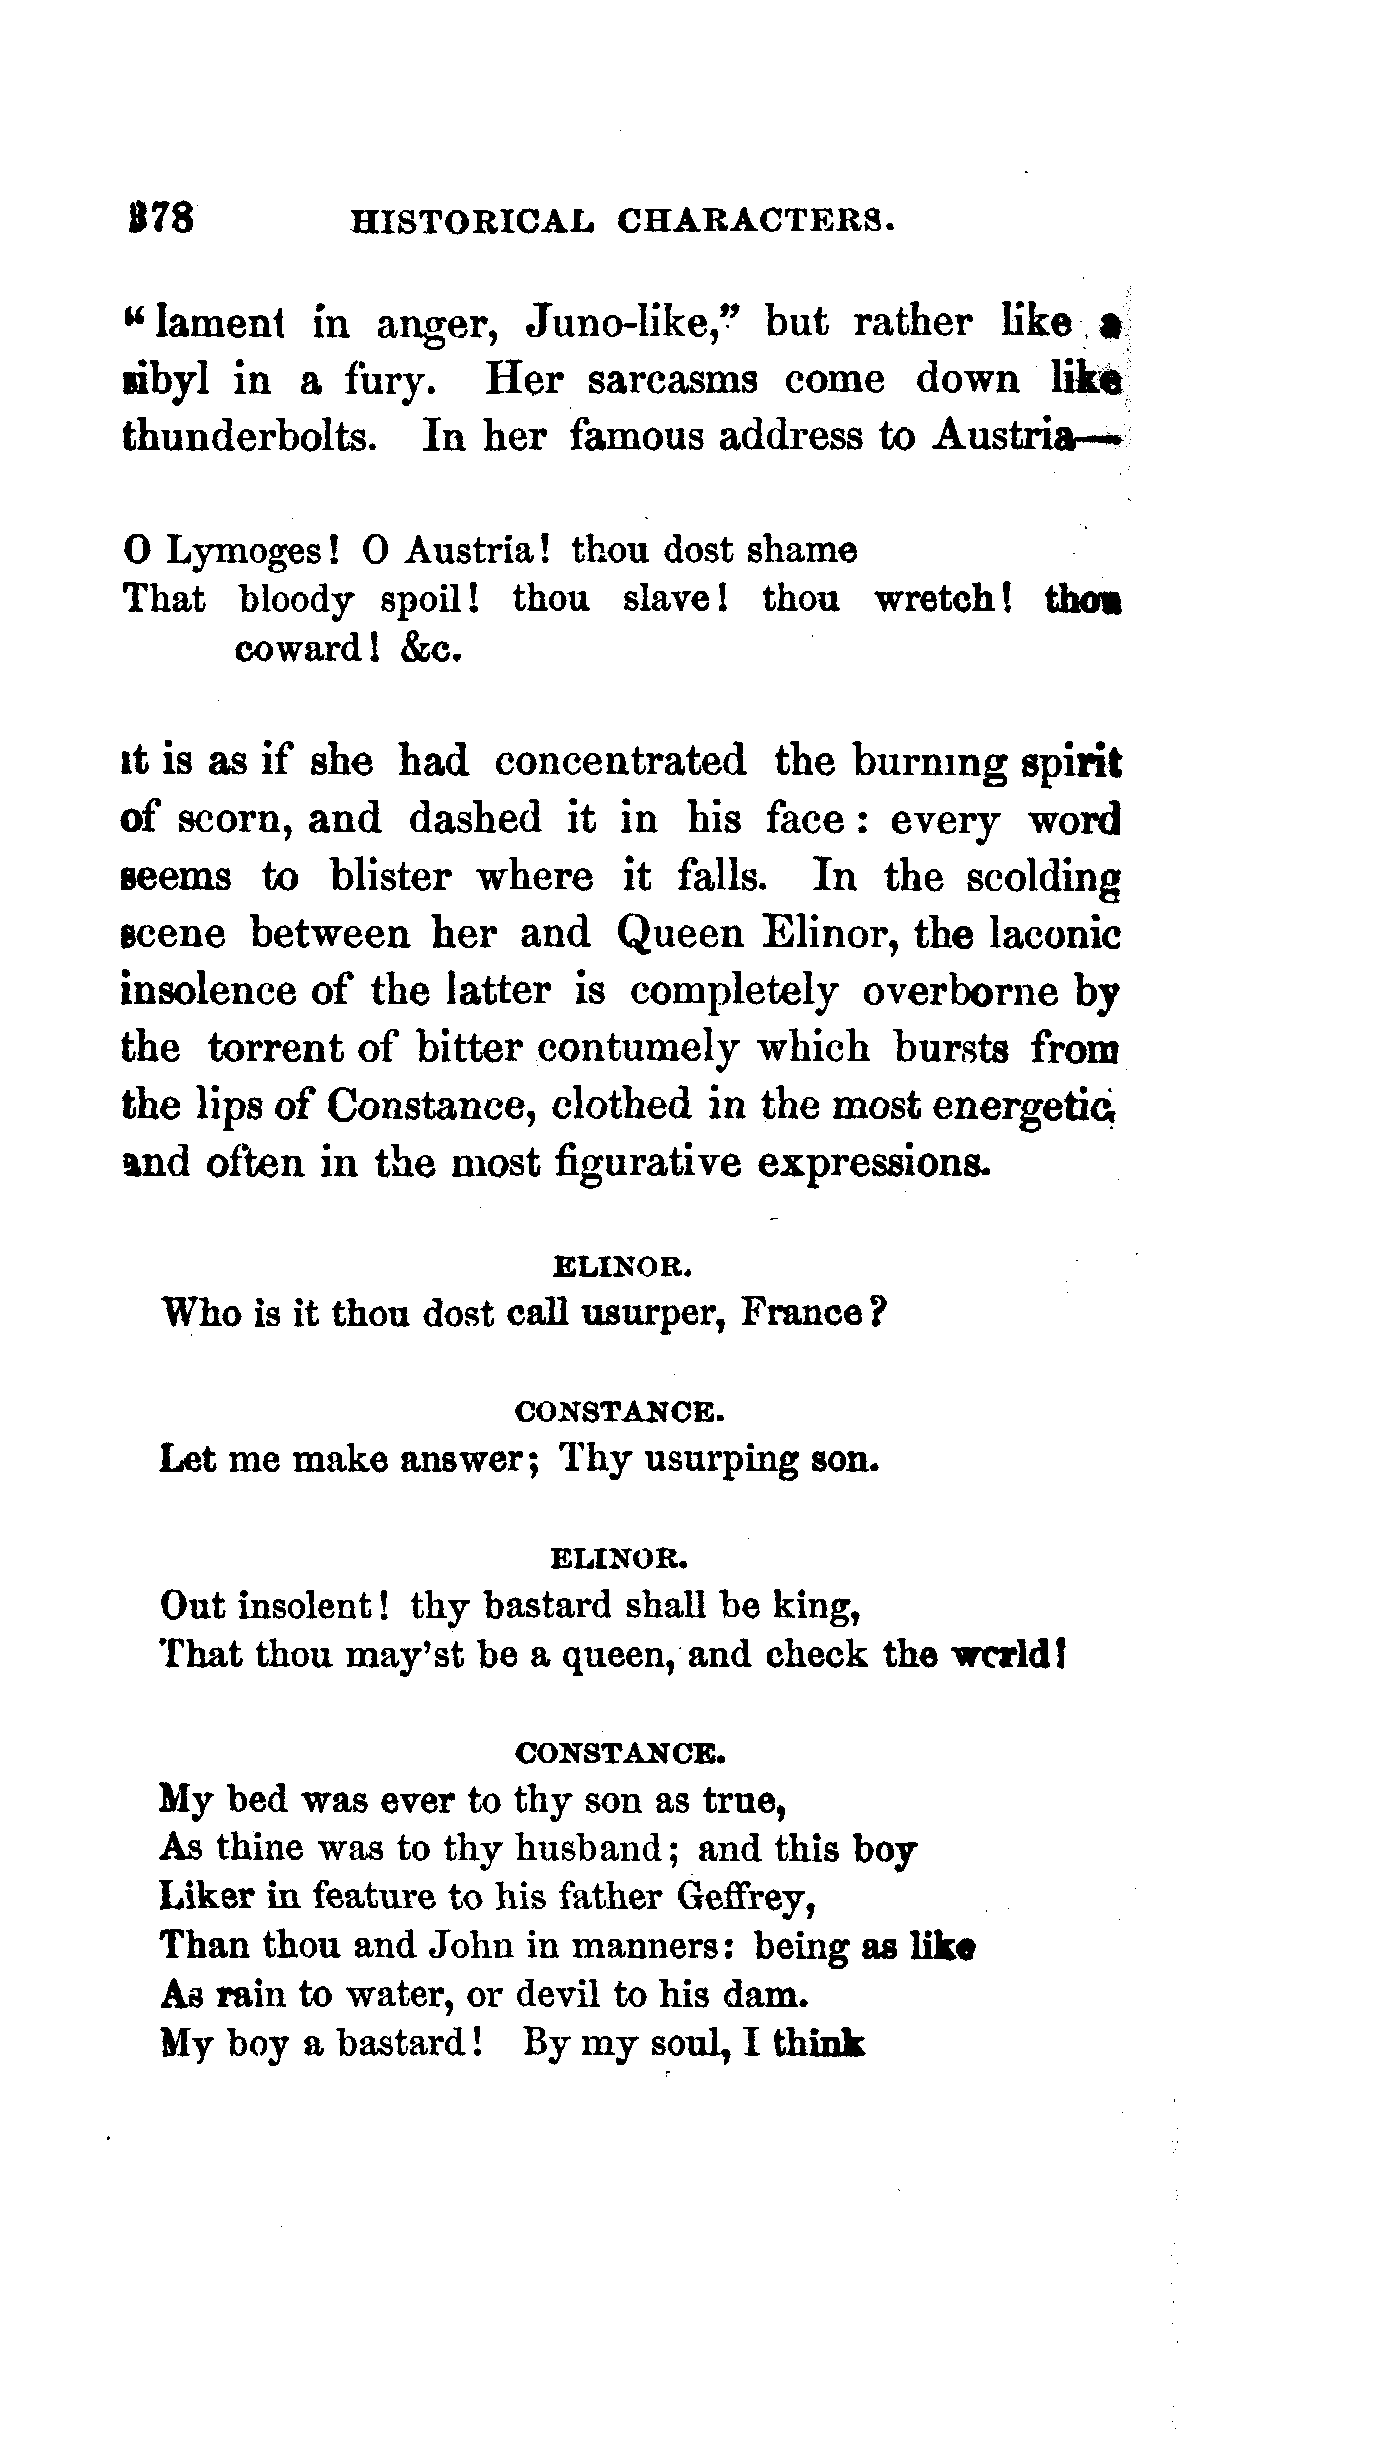 378 HISTORICAL CHARACTERS.
“lament in anger, Juno-like,” but rather like a
sibyl in a fury. Her sarcasms come down like
thunderbolts. In her famous address to Austria—
O Lymoges! O Austria! thou dost shame
That bloody spoil! thou slave! thou wretch! thou
coward! &c.
it is as if she had concentrated the burning spirit
of scorn, and dashed it in his face: every word
seems to blister where it falls. In the scolding
scene between her and Queen Elinor, the laconic
insolence of the latter is completely overborne by
the torrent of bitter contumely which bursts from
the lips of Constance, clothed in the most energetic,
and often in the most figurative expressions.
ELINOR.
Who is it thou dost call usurper, France?
CONSTANCE.
Let me make answer; Thy usurping son.
ELINOR.
Out insolent! thy bastard shall be king,
That thou may’st be a queen, and check the world!
CONSTANCE.
My bed was ever to thy son as true,
As thine was to thy husband; and this boy
Liker in feature to his father Geffrey,
Than thou and John in manners: being as like
As rain to water, or devil to his dam.
My boy a bastard! By my soul, I think